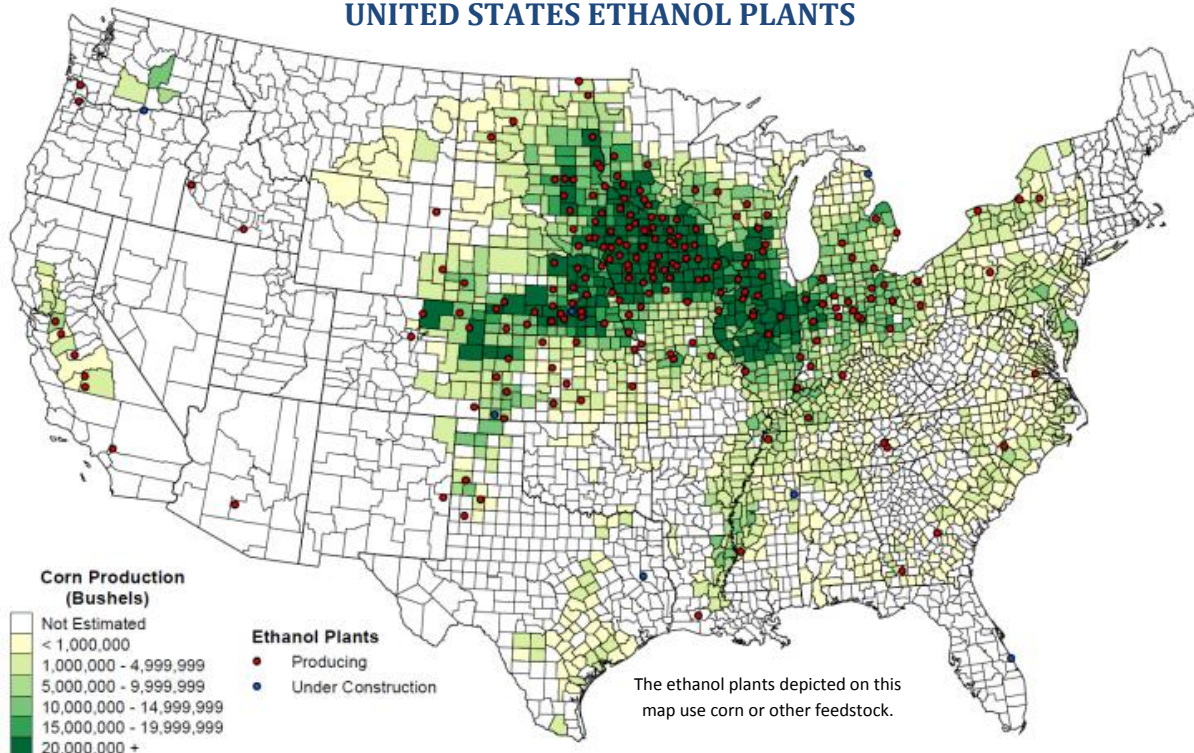 UNITED STATES ETHANOL PLANTS
Corn Production
(Bushels)
Not Estimated
< 1,000,000
1,000,000 - 4,999,999
5,000,000 - 9,999,999
10,000,000 - 14,999,999
15,000,000 - 19,999,999
20,000,000 +
Ethanol Plants
Producing
Under Construction
The ethanol plants depicted on this
map use corn or other feedstock.